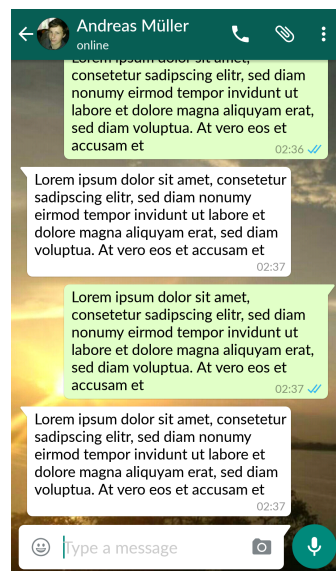 Andreas Müller
online
Lorem ipsum dolor sit amet,
consetetur sadipscing elitr, sed diam
nonumy eirmod tempor invidunt ut
labore et dolore magna aliquyam erat,
sed diam voluptua. At vero eos et
accusam et
02:36
Lorem ipsum dolor sit amet, consetetur
sadipscing elitr, sed diam nonumy
eirmod tempor invidunt ut labore et
dolore magna aliquyam erat, sed diam
voluptua. At vero eos et accusam et
02:37
Lorem ipsum dolor sit amet,
consetetur sadipscing elitr, sed diam
nonumy eirmod tempor invidunt ut
labore et dolore magna aliquyam erat,
sed diam voluptua. At vero eos et
accusam et
02:37
Lorem ipsum dolor sit amet, consetetur
sadipscing elitr, sed diam nonumy
eirmod tempor invidunt ut labore et
dolore magna aliquyam erat, sed diam
voluptua. At vero eos et accusam et
02:37
Type a message